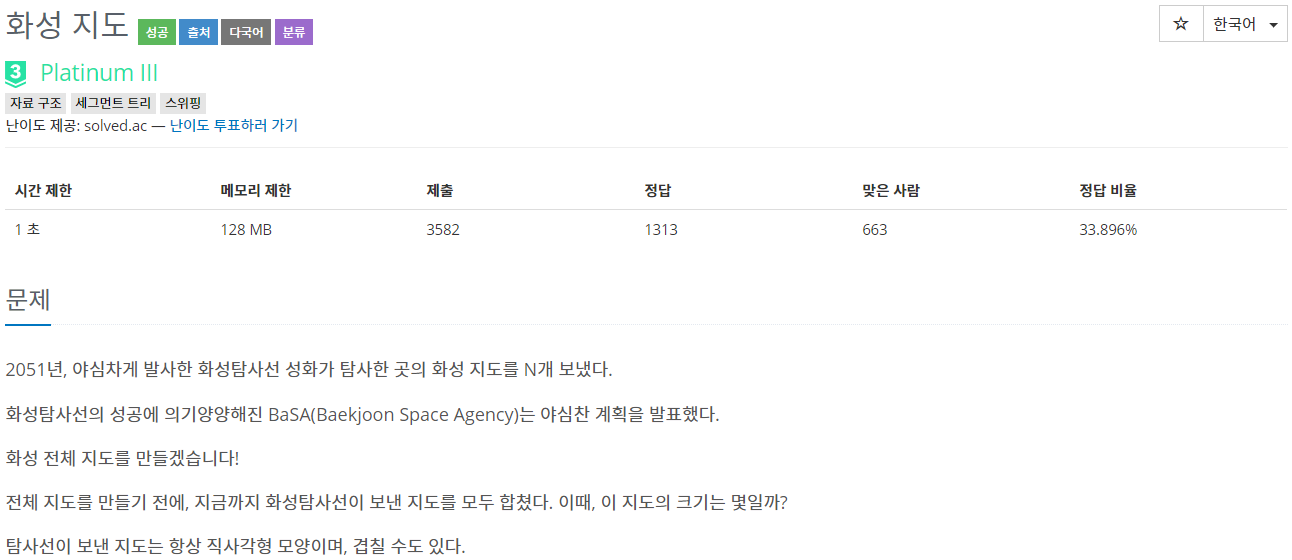 화성 지도 성공 출처 다국어 분류 ☆ 한국어
3 Platinum III
자료 구조 세그먼트 트리 스위핑
난이도 제공: solved.ac — 난이도 투표하러 가기
시간 제한 메모리 제한 제출 정답 맞은 사람 정답 비율
1 초 128 MB 3582 1313 663 33.896%
문제
2051년, 야심차게 발사한 화성탐사선 성화가 탐사한 곳의 화성 지도를 N개 보냈다.
화성탐사선의 성공에 의기양양해진 BaSA(Baekjoon Space Agency)는 야심찬 계획을 발표했다.
화성 전체 지도를 만들겠습니다!
전체 지도를 만들기 전에, 지금까지 화성탐사선이 보낸 지도를 모두 합쳤다. 이때, 이 지도의 크기는 몇일까?
탐사선이 보낸 지도는 항상 직사각형 모양이며, 겹칠 수도 있다.